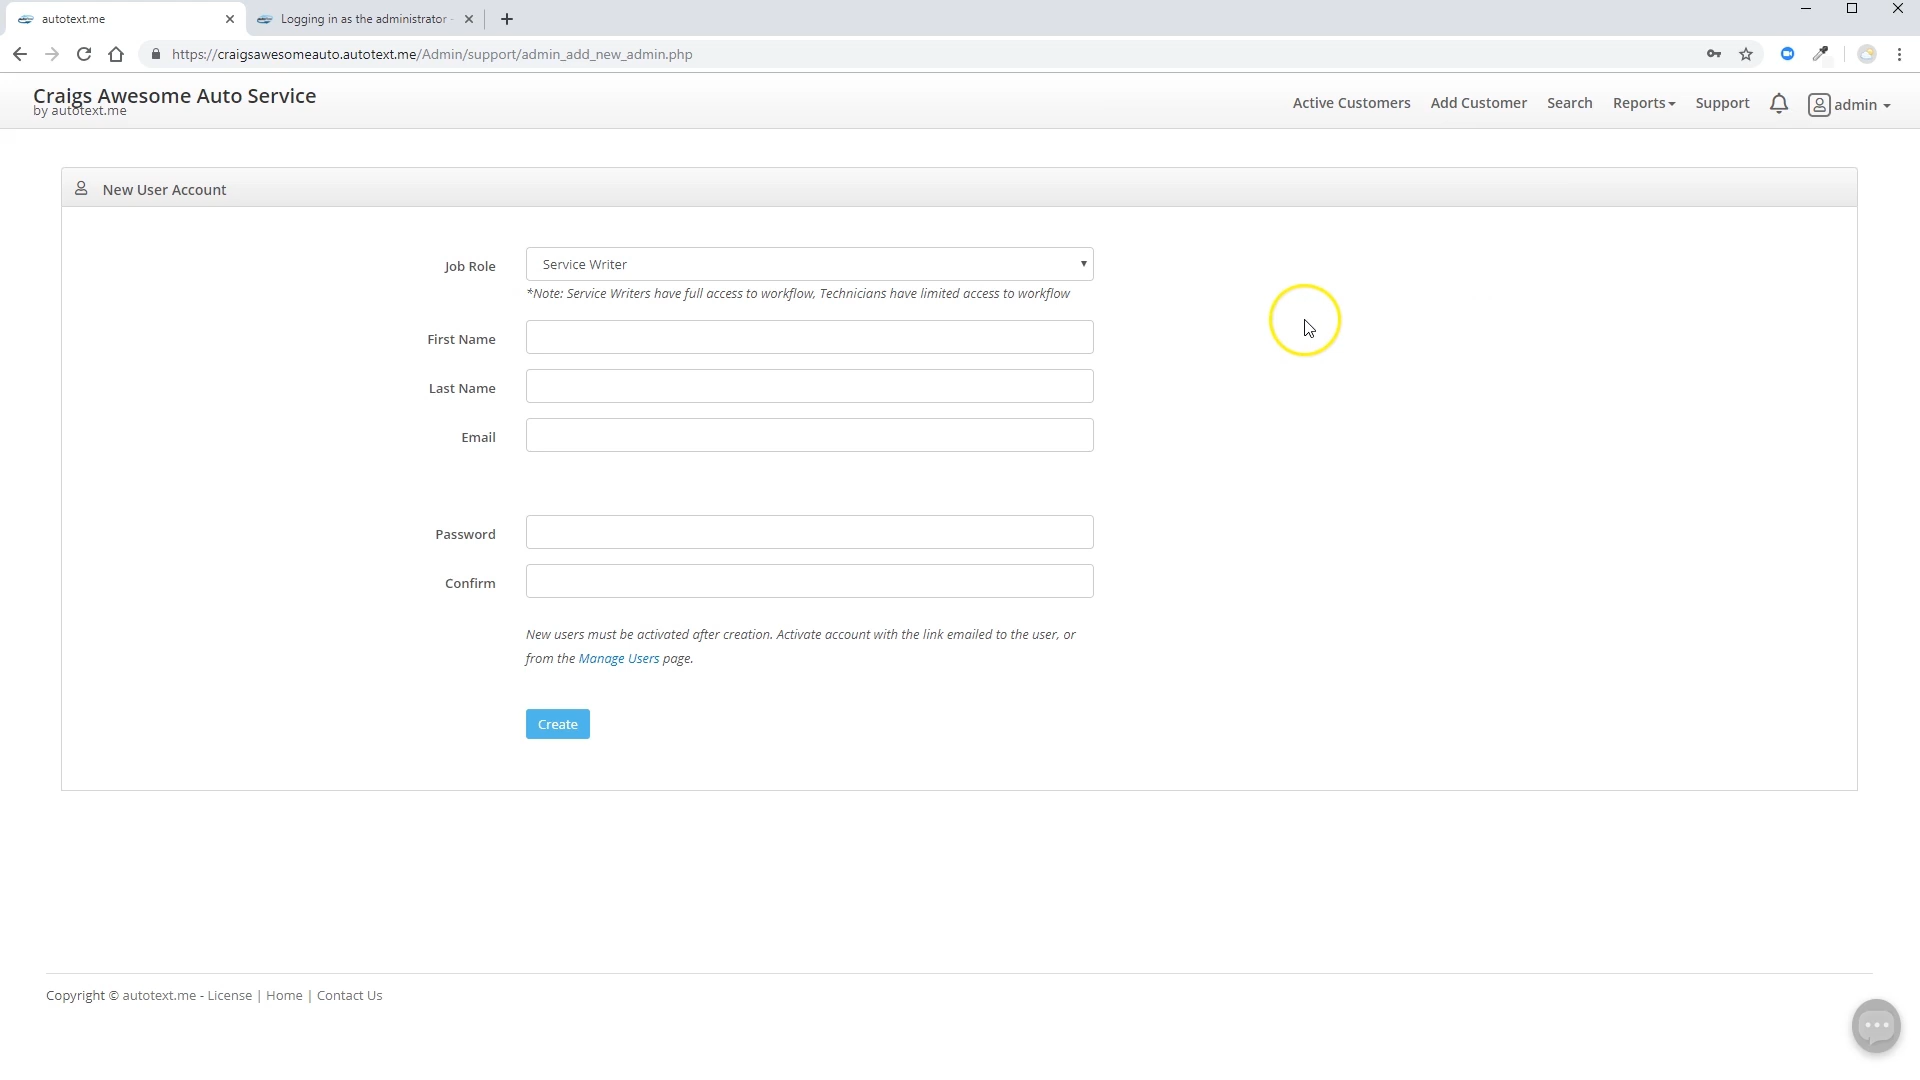 autotext.me
Logging in as the administrator -
https://craigsawesomeauto.autotext.me/Admin/support/admin_add_new_admin.php
Craigs Awesome Auto Service
by autotext.me
Active Customers
Add Customer
Search
Reports
Support
admin
New User Account
Job Role
Service Writer
*Note: Service Writers have full access to workflow, Technicians have limited access to workflow
First Name
Last Name
Email
Password
Confirm
New users must be activated after creation. Activate account with the link emailed to the user, or
from the Manage Users page.
Create
Copyright © autotext.me - License | Home | Contact Us